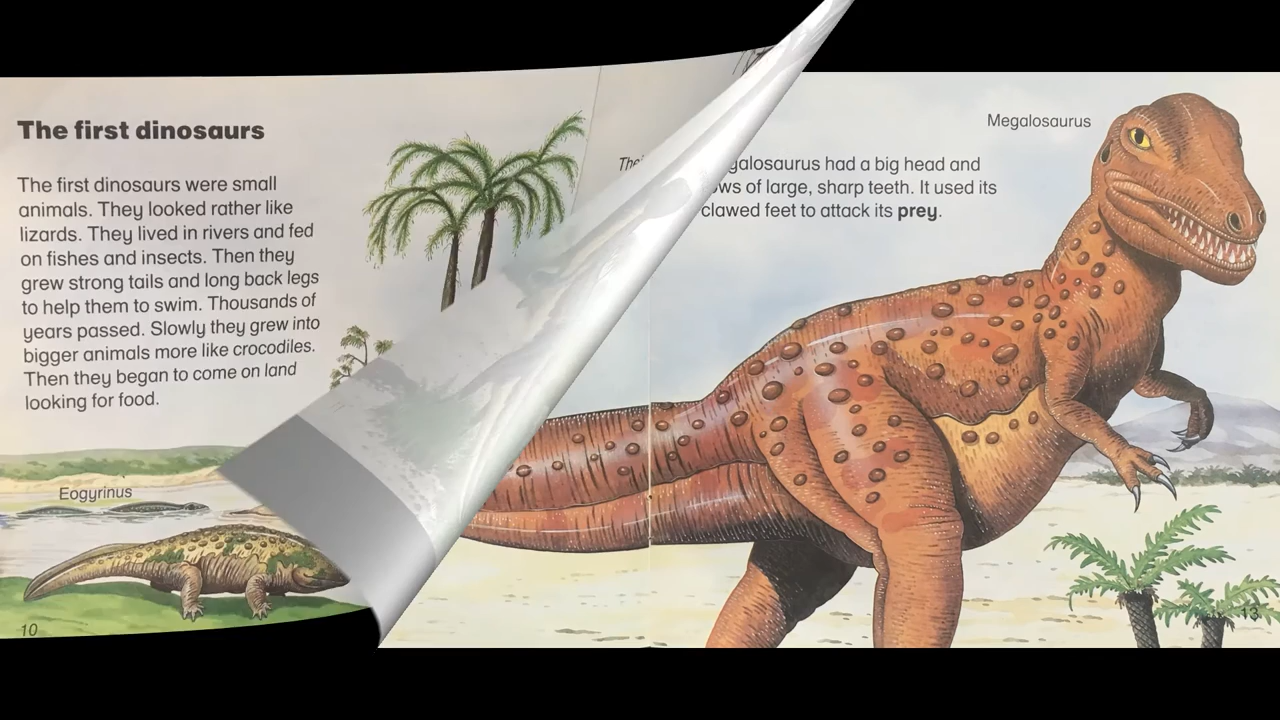 The first dinosaurs
The first dinosaurs were small
animals. They looked rather like
lizards. They lived in rivers and fed
on fishes and insects. Then they
grew strong tails and long back legs
to help them to swim. Thousands of
years passed. Slowly they grew into
bigger animals more like crocodiles.
Then they began to come on land
looking for food.
Eogyrinus
10
Megalosaurus
had a big head and
of large, sharp teeth. It used its
clawed feet to attack its prey.
13